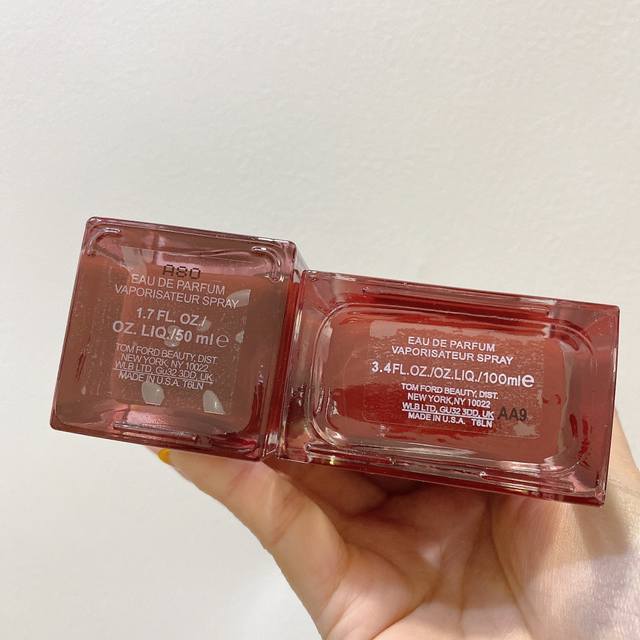 A80
EAU DE PARFUM
VAPORISATEUR SPRAY
1.7 FL. OZ./
OZ. LIQ./50 ml e
TOM FORD BEAUTY, DIST.
NEW YORK, NY 10022
WLB LTD, GU32 3DD, UK
MADE IN U.S.A. T6LN
EAU DE PARFUM
VAPORISATEUR SPRAY
3.4FL.OZ./OZ.LIQ./100ml e
TOM FORD BEAUTY, DIST.
NEW YORK,NY 10022
WLB LTD, GU32 3DD, UK
MADE IN U.S.A. T6LN
AA9